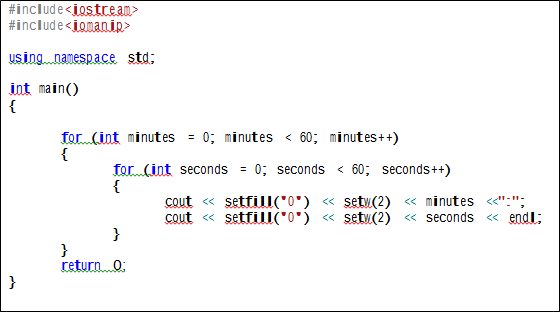 #include<iostream>
#include<iomanip>
using namespace std;
int main()
{
for (int minutes = 0; minutes < 60; minutes++)
{
for (int seconds = 0; seconds < 60; seconds++)
{
cout << setfill('0') << setw(2) << minutes <<":";
cout << setfill('0') << setw(2) << seconds << endl;
}
}
return 0;
}